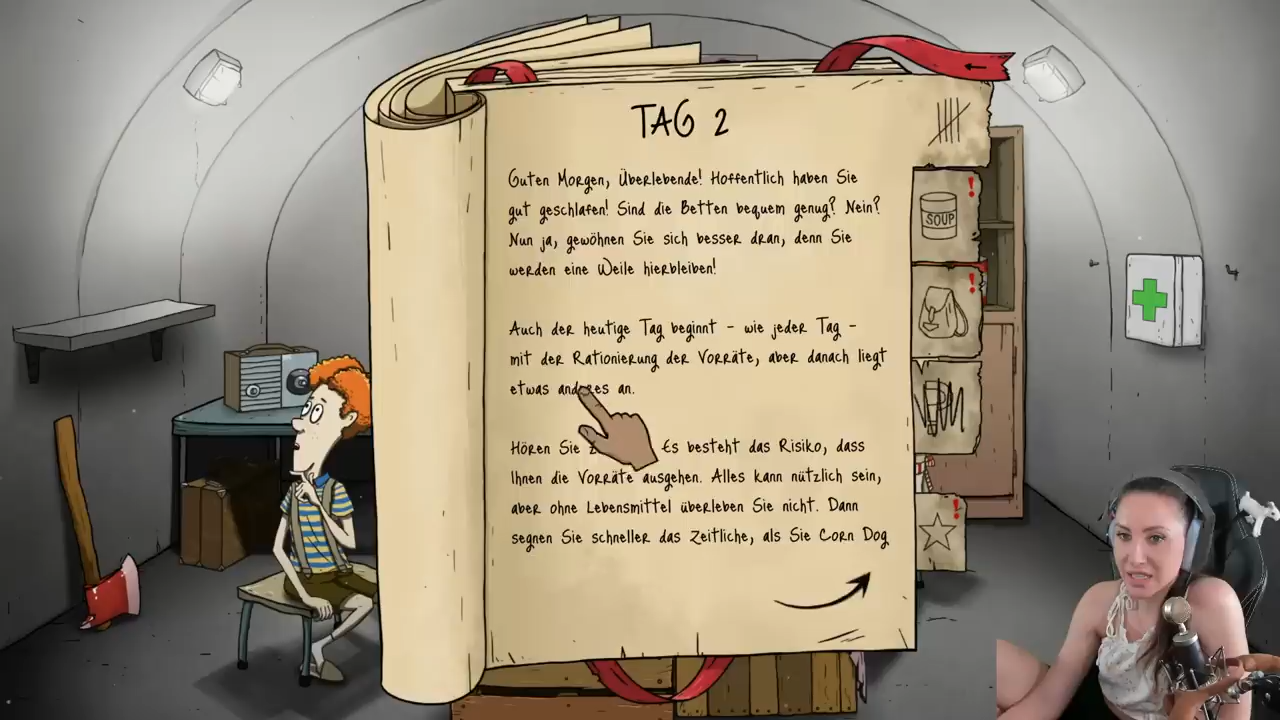 TAG 2
Guten Morgen, Überlebende! Hoffentlich haben Sie
gut geschlafen! Sind die Betten bequem genug? Nein?
Nun ja, gewöhnen Sie sich besser dran, denn Sie
werden eine Weile hierbleiben!
Auch der heutige Tag beginnt - wie jeder Tag -
mit der Rationierung der Vorräte, aber danach liegt
etwas anderes an.
Hören Sie Es besteht das Risiko, dass
Ihnen die Vorräte ausgehen. Alles kann nützlich sein,
aber ohne Lebensmittel überleben Sie nicht. Dann
segnen Sie schneller das Zeitliche, als Sie Corn Dog
SOUP